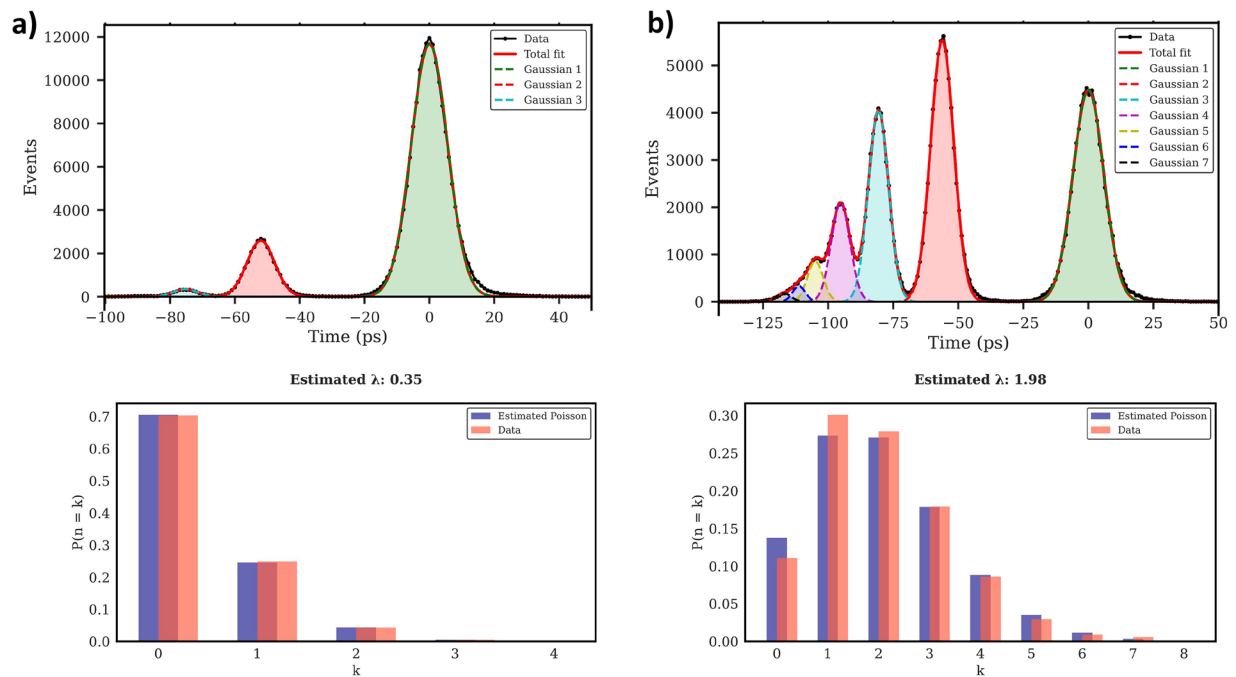 a)
12000
10000
8000
6000
4000
2000
0
Events
−100
−80
−60
−40
−20
0
20
40
Time (ps)
Data
Total fit
Gaussian 1
Gaussian 2
Gaussian 3
b)
5000
4000
3000
2000
1000
0
Events
−125
−100
−75
−50
−25
0
25
50
Time (ps)
Data
Total fit
Gaussian 1
Gaussian 2
Gaussian 3
Gaussian 4
Gaussian 5
Gaussian 6
Gaussian 7
Estimated λ: 0.35
0.7
0.6
0.5
0.4
0.3
0.2
0.1
0.0
P(n = k)
0
1
2
3
4
k
Estimated Poisson
Data
Estimated λ: 1.98
0.30
0.25
0.20
0.15
0.10
0.05
0.00
P(n = k)
0
1
2
3
4
5
6
7
8
k
Estimated Poisson
Data